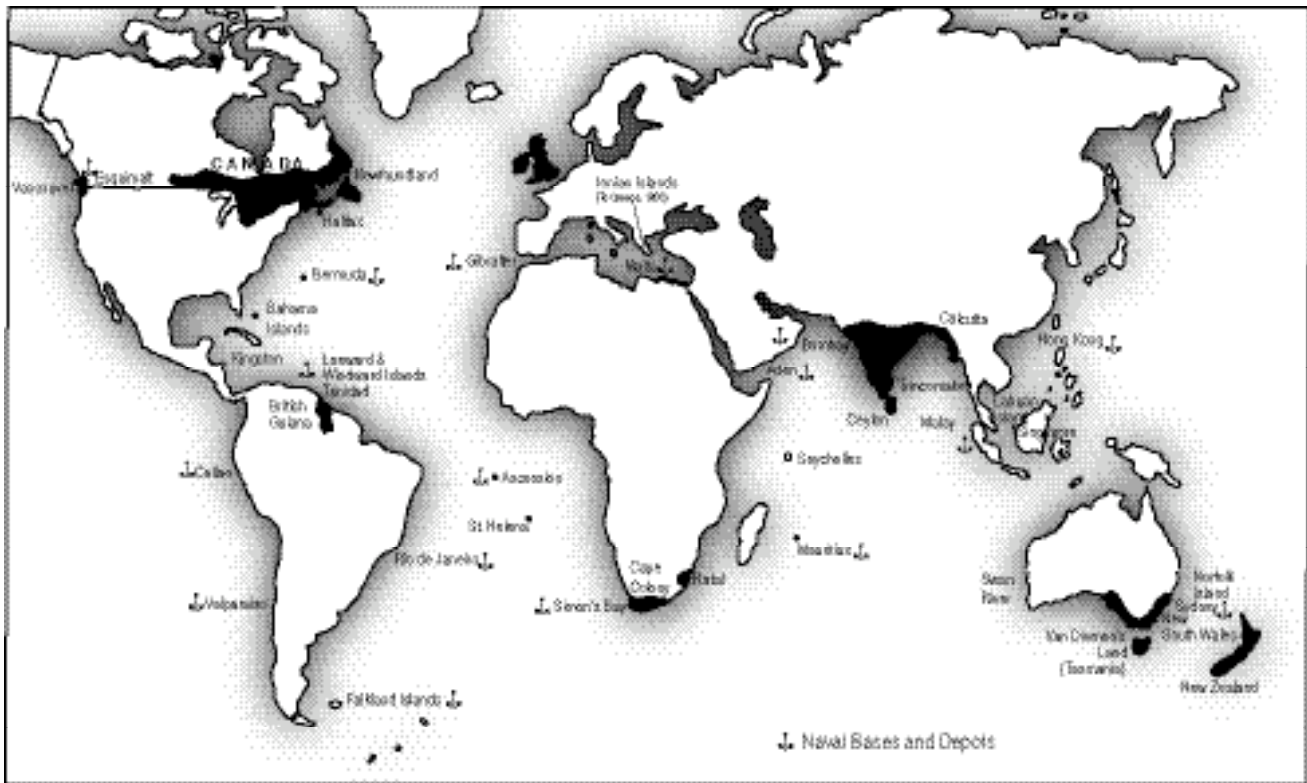 CANADA
Esquimalt
Vancouver
Newfoundland
Halifax
Ionian Islands
Gibraltar
Malta
Bermuda
Bahama
Islands
Kingston
Leeward &
Windward Islands
Trinidad
British
Guiana
Calcutta
Bombay
Hong Kong
Aden
Trincomalee
Labuan
Ceylon
Malay
Singapore
Callao
Ascension
Seychelles
St. Helena
Rio de Janeiro
Mauritius
Cape
Colony
Natal
Valparaiso
Simon's Bay
Swan
River
Norfolk
Island
Sydney
New
South Wales
Van Diemen's
Land
(Tasmania)
New Zealand
Falkland Islands
Naval Bases and Depots